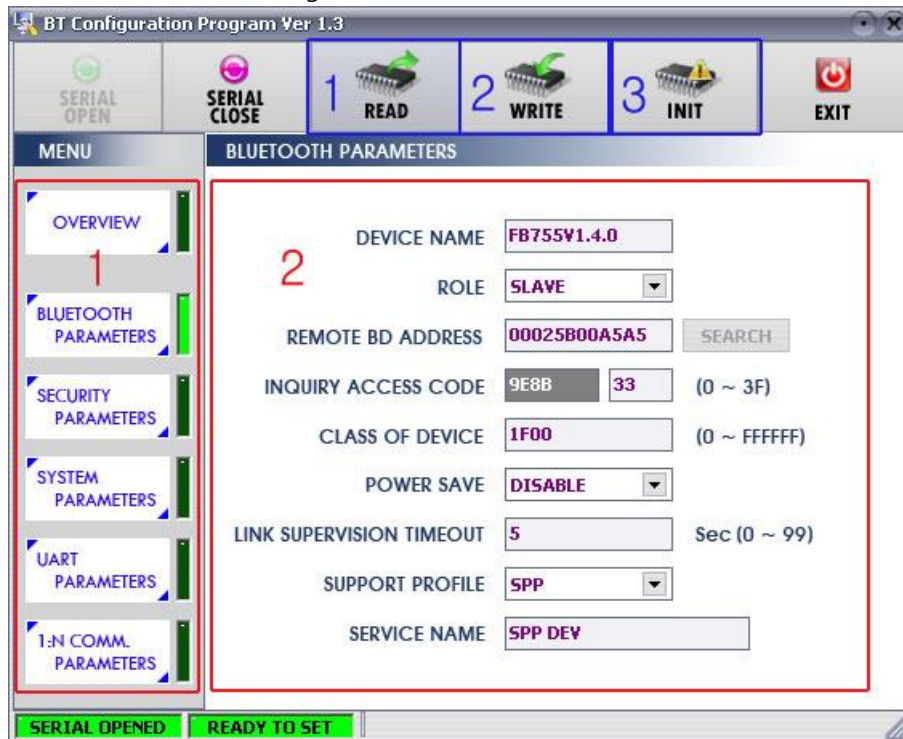 BT Configuration Program Ver 1.3
SERIAL
OPEN
SERIAL
CLOSE
1 READ
2 WRITE
3 INIT
EXIT
MENU
BLUETOOTH PARAMETERS
OVERVIEW
1
BLUETOOTH
PARAMETERS
SECURITY
PARAMETERS
SYSTEM
PARAMETERS
UART
PARAMETERS
1:N COMM.
PARAMETERS
2
DEVICE NAME FB755V1.4.0
ROLE SLAVE
REMOTE BD ADDRESS 00025B00A5A5 SEARCH
INQUIRY ACCESS CODE 9E8B 33 (0 ~ 3F)
CLASS OF DEVICE 1F00 (0 ~ FFFFFF)
POWER SAVE DISABLE
LINK SUPERVISION TIMEOUT 5 Sec (0 ~ 99)
SUPPORT PROFILE SPP
SERVICE NAME SPP DEV
SERIAL OPENED READY TO SET